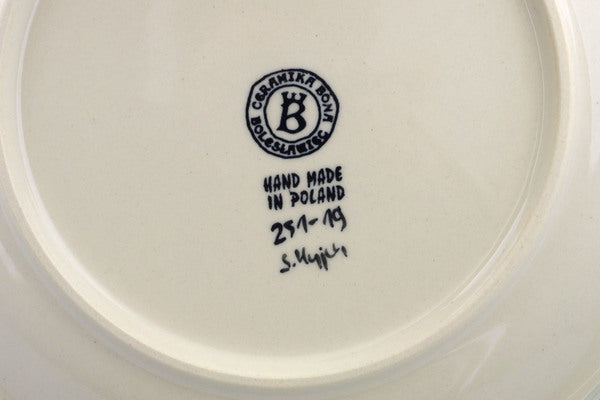 CERAMIKA BONA
BOLESŁAWIEC
B
HAND MADE
IN POLAND
251-19